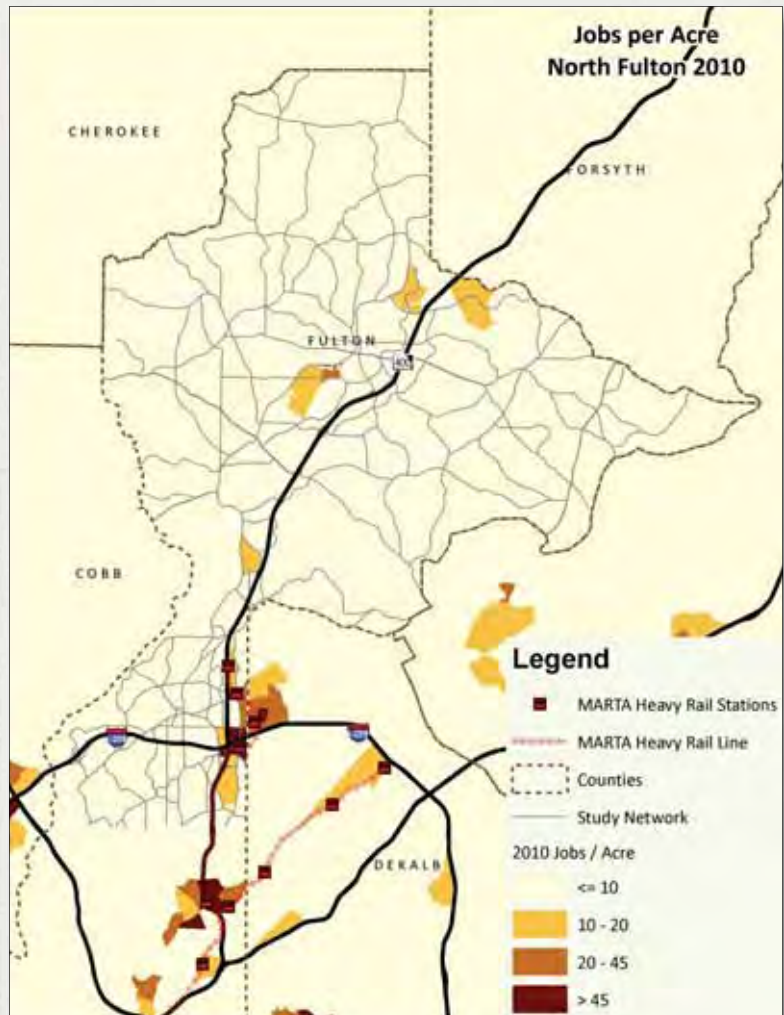 Jobs per Acre
North Fulton 2010
CHEROKEE
FORSYTH
FULTON
400
COBB
DEKALB
Legend
MARTA Heavy Rail Stations
MARTA Heavy Rail Line
Counties
Study Network
2010 Jobs / Acre
<= 10
10 - 20
20 - 45
> 45